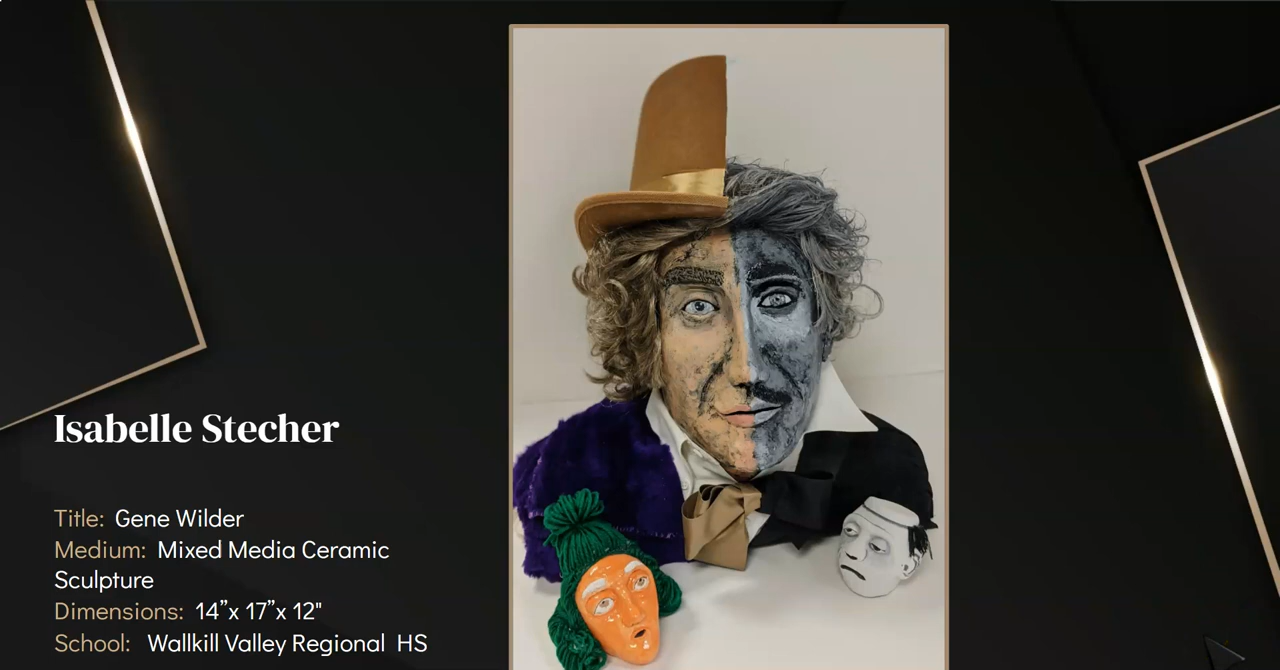 Isabelle Stecher
Title: Gene Wilder
Medium: Mixed Media Ceramic
Sculpture
Dimensions: 14”x 17”x 12"
School: Wallkill Valley Regional HS